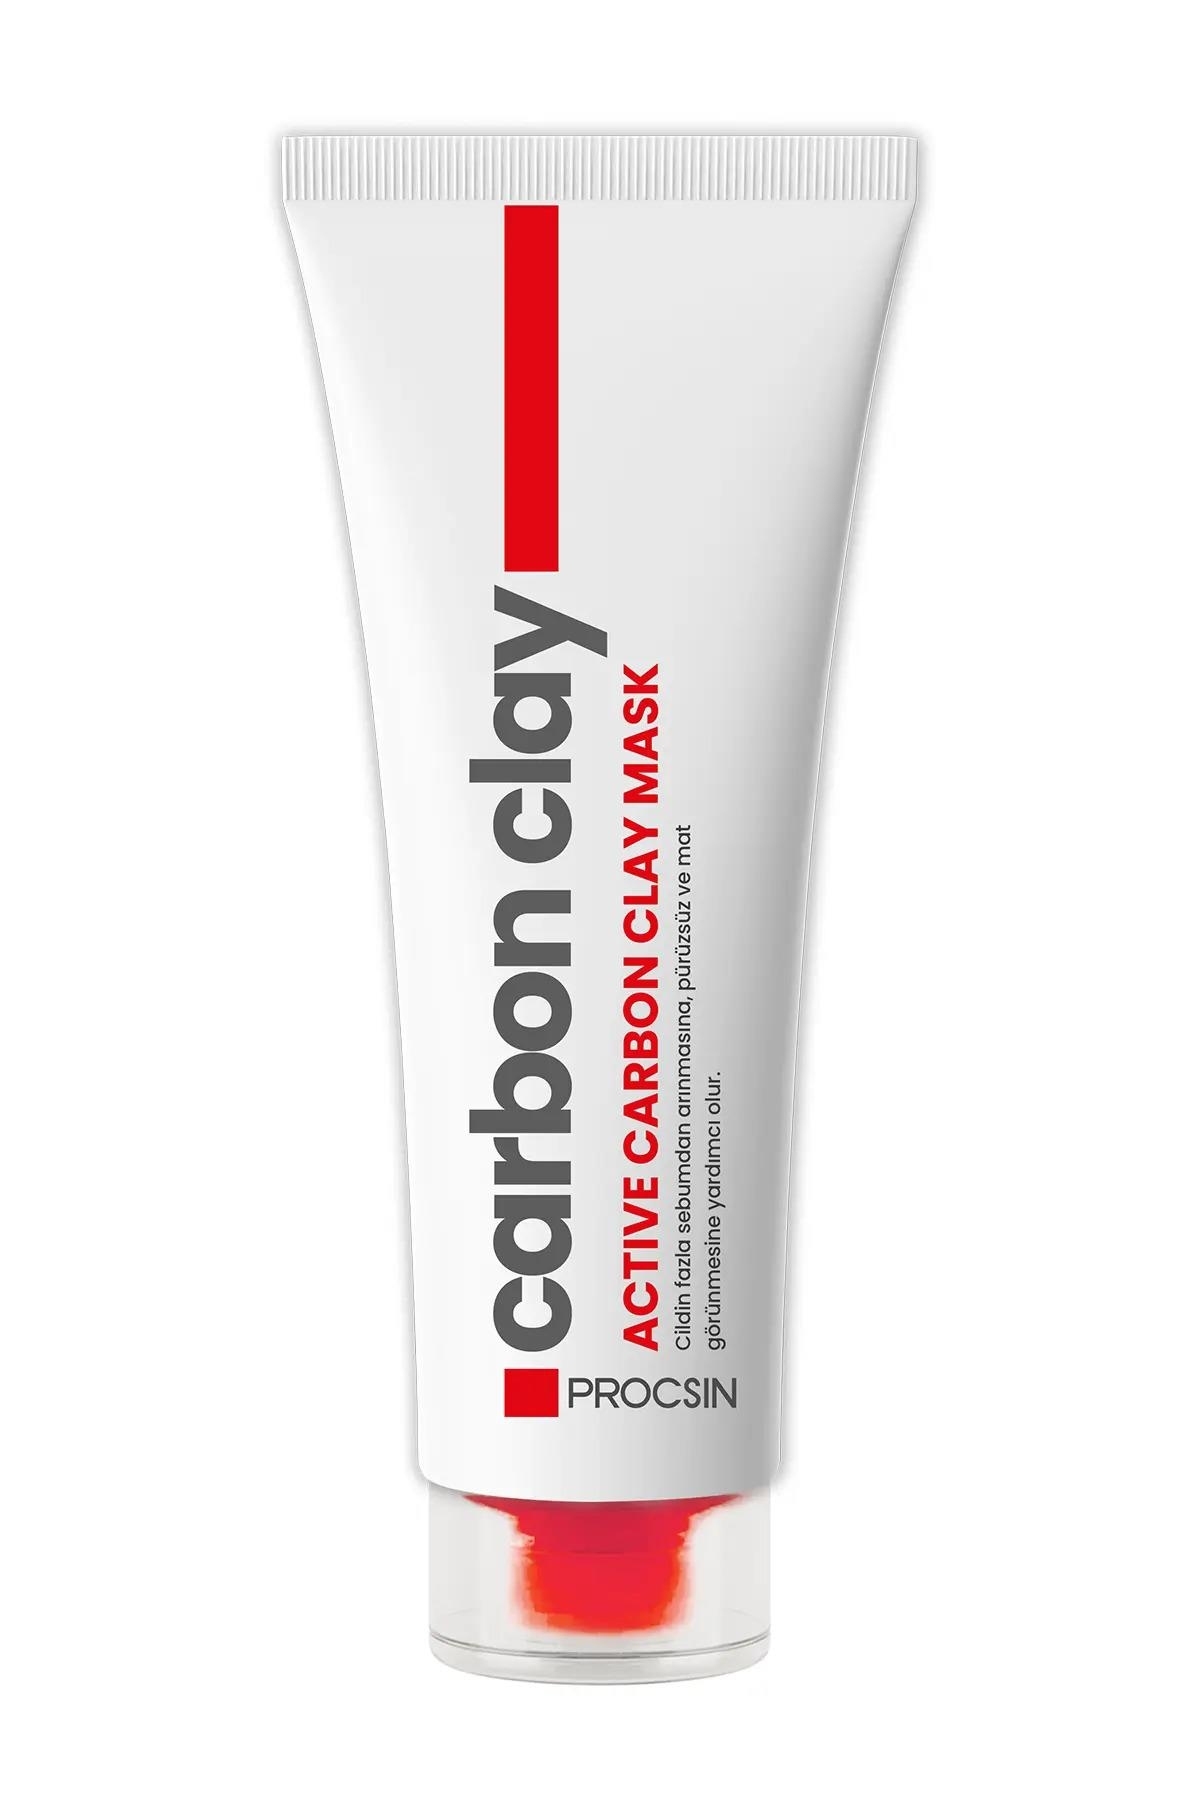 carbon clay
ACTIVE CARBON CLAY MASK
Cildin fazla sebumdan arınmasına, pürüzsüz ve mat
görünmesine yardımcı olur.
PROCSIN